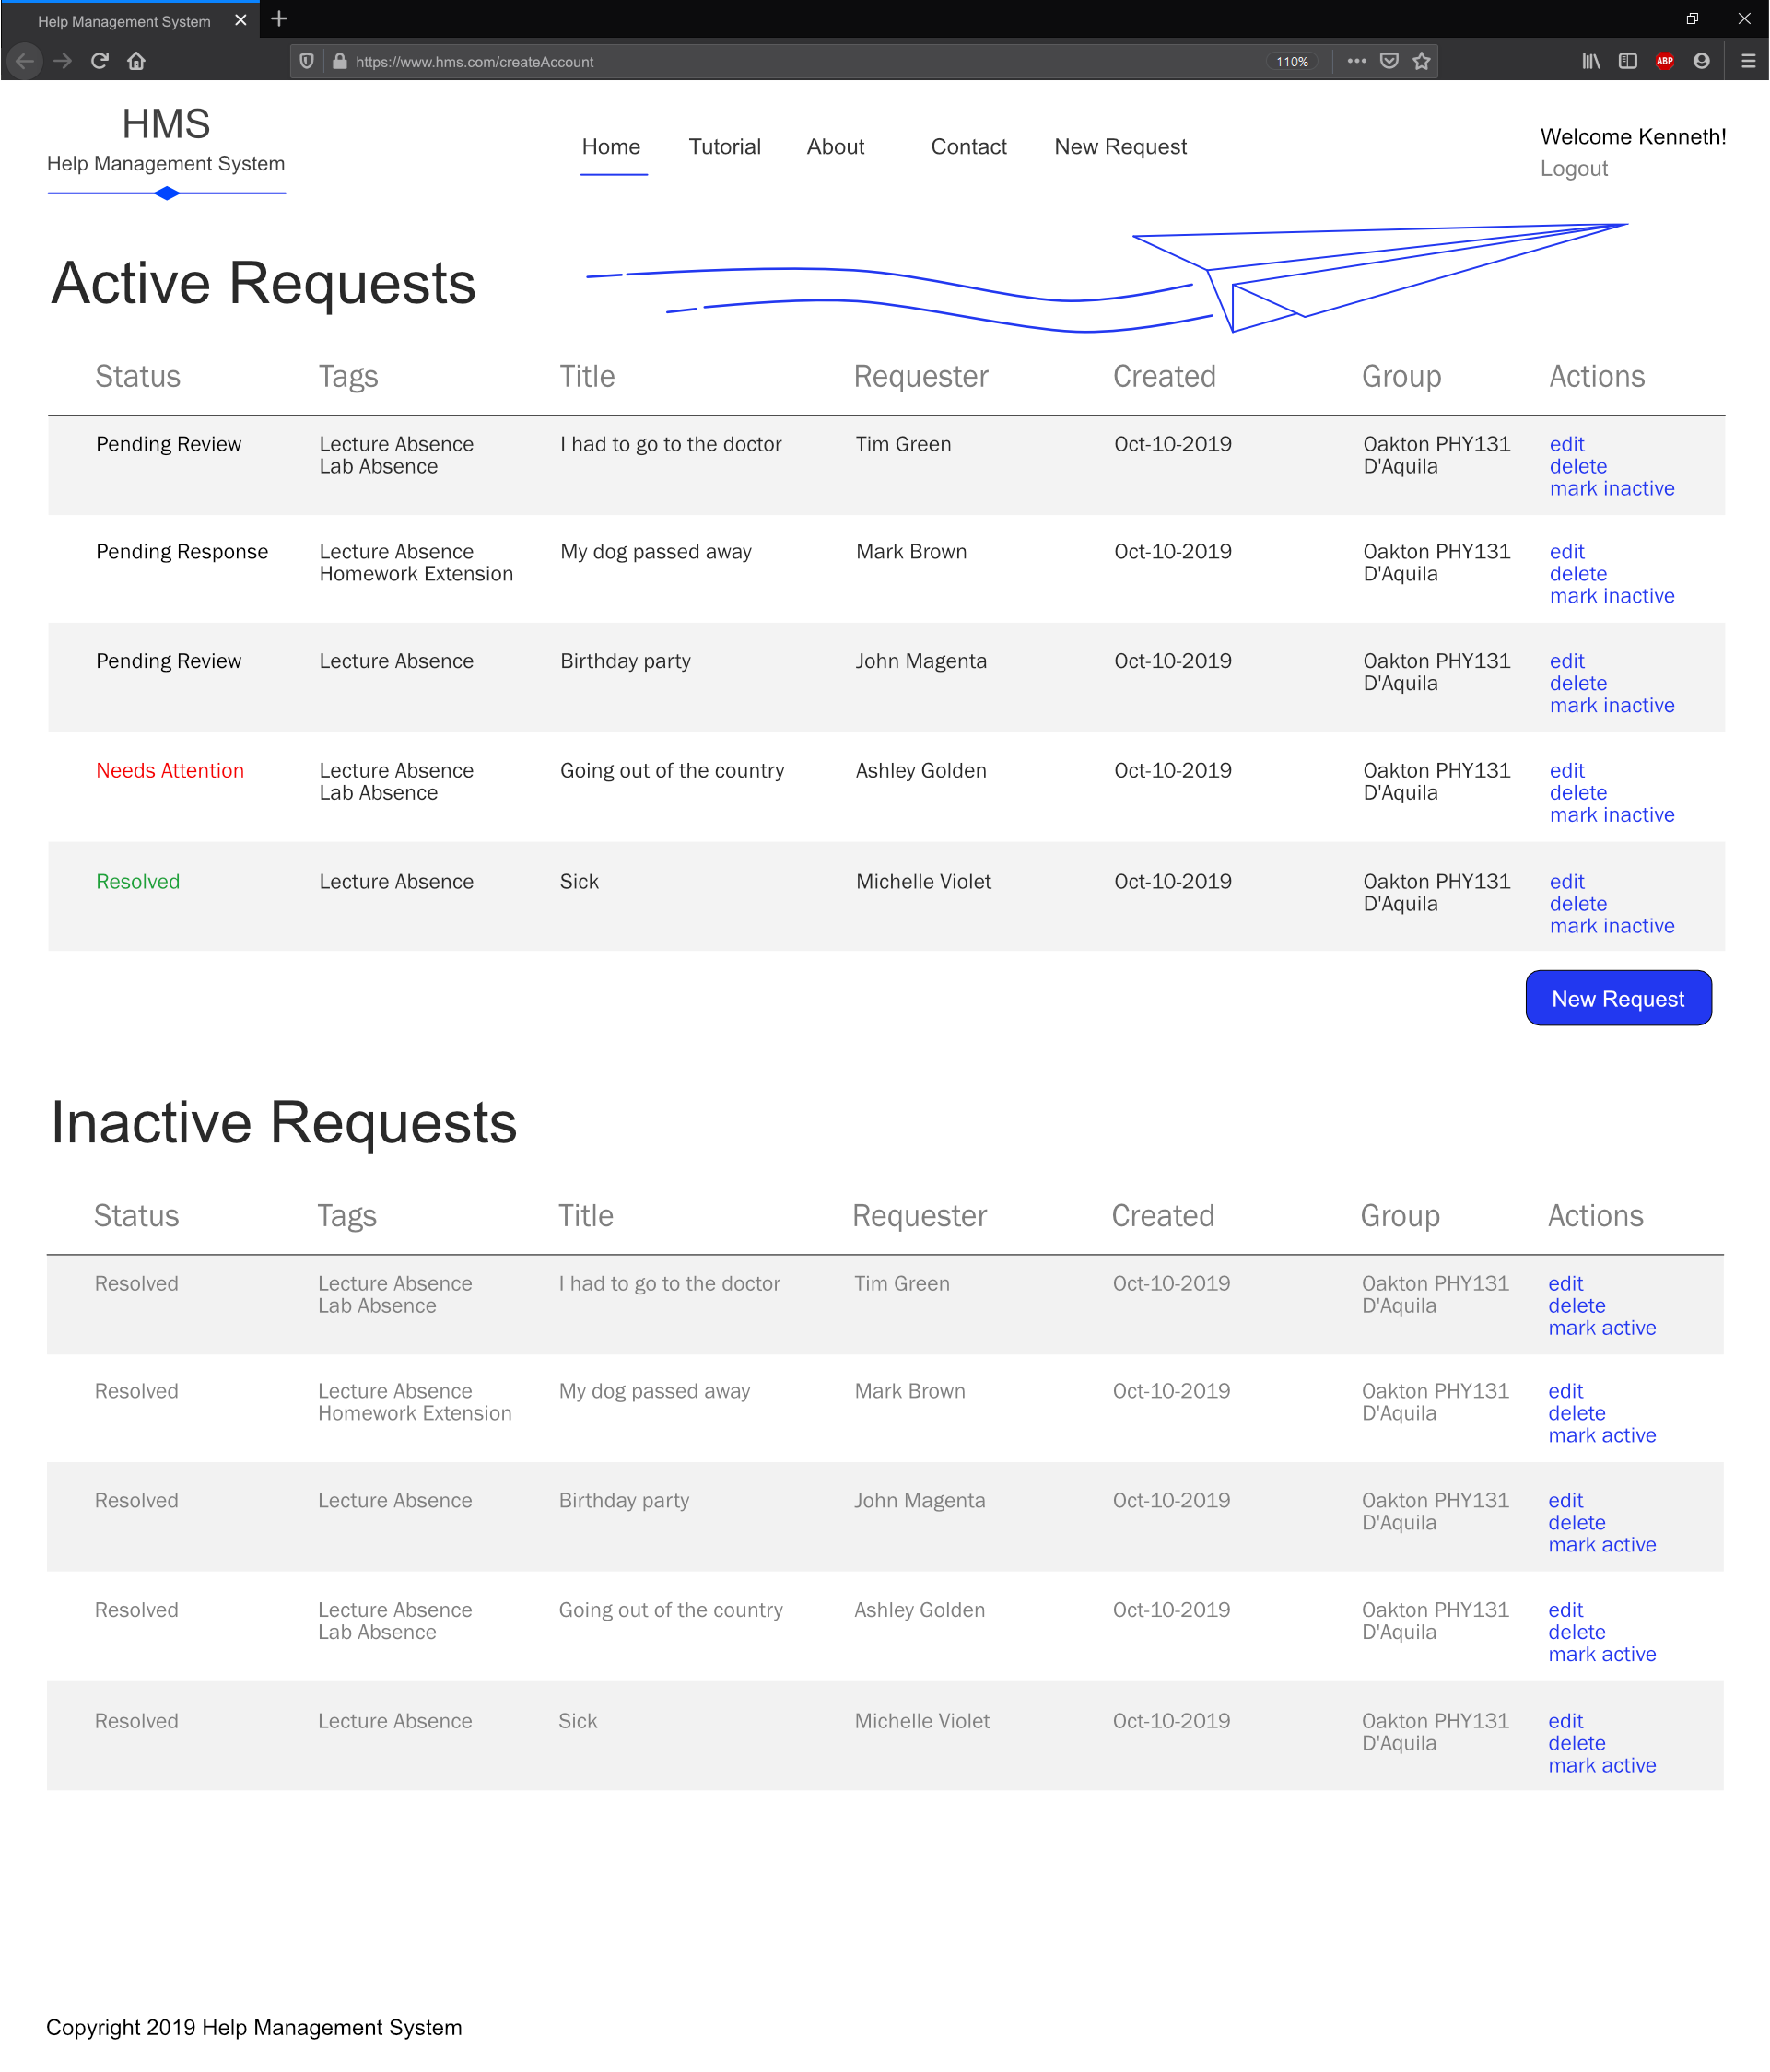 Help Management System
https://www.hms.com/createAccount
110%
ABP
HMS
Help Management System
Home Tutorial About Contact New Request
Welcome Kenneth!
Logout
Active Requests
Status Tags Title Requester Created Group Actions
Pending Review Lecture Absence I had to go to the doctor Tim Green Oct-10-2019 Oakton PHY131 edit
Lab Absence D'Aquila delete
mark inactive
Pending Response Lecture Absence My dog passed away Mark Brown Oct-10-2019 Oakton PHY131 edit
Homework Extension D'Aquila delete
mark inactive
Pending Review Lecture Absence Birthday party John Magenta Oct-10-2019 Oakton PHY131 edit
D'Aquila delete
mark inactive
Needs Attention Lecture Absence Going out of the country Ashley Golden Oct-10-2019 Oakton PHY131 edit
Lab Absence D'Aquila delete
mark inactive
Resolved Lecture Absence Sick Michelle Violet Oct-10-2019 Oakton PHY131 edit
D'Aquila delete
mark inactive
New Request
Inactive Requests
Status Tags Title Requester Created Group Actions
Resolved Lecture Absence I had to go to the doctor Tim Green Oct-10-2019 Oakton PHY131 edit
Lab Absence D'Aquila delete
mark active
Resolved Lecture Absence My dog passed away Mark Brown Oct-10-2019 Oakton PHY131 edit
Homework Extension D'Aquila delete
mark active
Resolved Lecture Absence Birthday party John Magenta Oct-10-2019 Oakton PHY131 edit
D'Aquila delete
mark active
Resolved Lecture Absence Going out of the country Ashley Golden Oct-10-2019 Oakton PHY131 edit
Lab Absence D'Aquila delete
mark active
Resolved Lecture Absence Sick Michelle Violet Oct-10-2019 Oakton PHY131 edit
D'Aquila delete
mark active
Copyright 2019 Help Management System